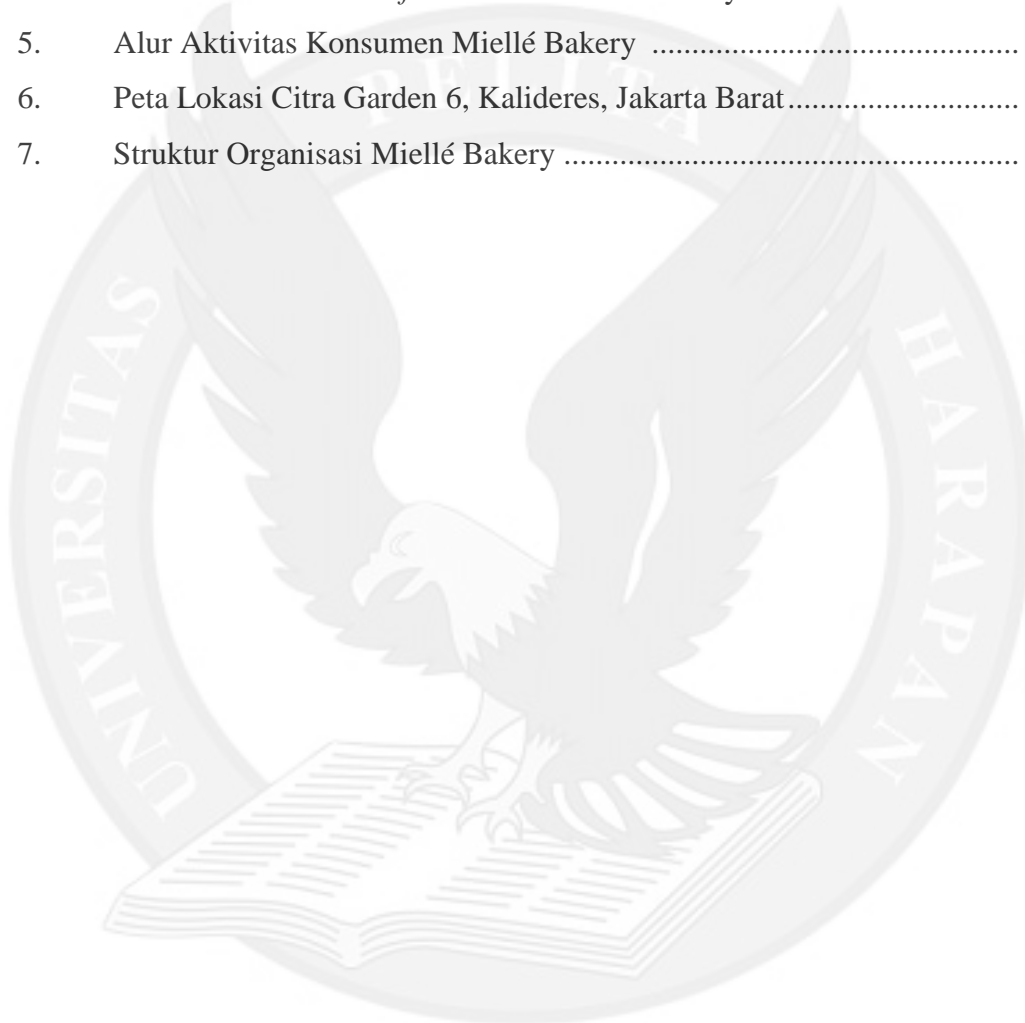 5. Alur Aktivitas Konsumen Miellé Bakery ........................................
6. Peta Lokasi Citra Garden 6, Kalideres, Jakarta Barat.........................
7. Struktur Organisasi Miellé Bakery .................................................
UNIVERSITAS PELITA HARAPAN